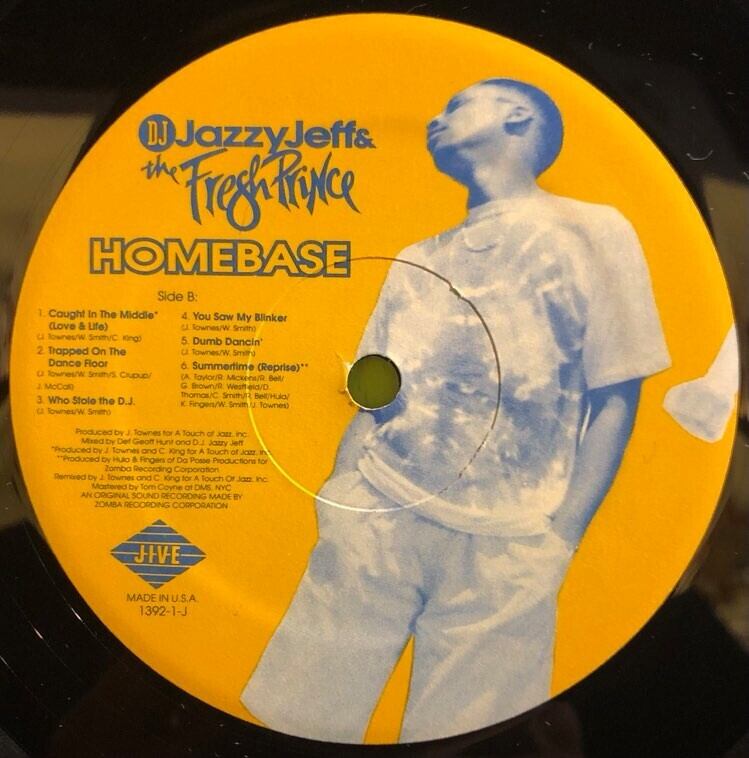 DJ JazzyJeff &
the Fresh Prince
HOMEBASE
Side B:
1. Caught In The Middle*
(Love & Life)
(J. Townes/W. Smith/C. King)
2. Trapped On The
Dance Floor
(J. Townes/W. Smith/S. Crupup/
J. McCall)
3. Who Stole the D.J.
(J. Townes/W. Smith)
4. You Saw My Blinker
(J. Townes/W. Smith)
5. Dumb Dancin'
(J. Townes/W. Smith)
6. Summertime (Reprise)**
(A. Taylor/R. Mickens/R. Bell/
G. Brown/R. Westfield/D.
Thomas/C. Smith/R. Bell/Hula/
K. Fingers/W. Smith/J. Townes)
Produced by J. Townes for A Touch of Jazz, Inc.
Mixed by Def Geoff Hunt and D.J. Jazzy Jeff
*Produced by J. Townes and C. King for A Touch of Jazz, Inc.
**Produced by Hula & Fingers of Da Posse Productions for
Zomba Recording Corporation
Remixed by J. Townes and C. King for A Touch Of Jazz, Inc.
Mastered by Tom Coyne at DMS, NYC
AN ORIGINAL SOUND RECORDING MADE BY
ZOMBA RECORDING CORPORATION
J·I·V·E
MADE IN U.S.A.
1392-1-J